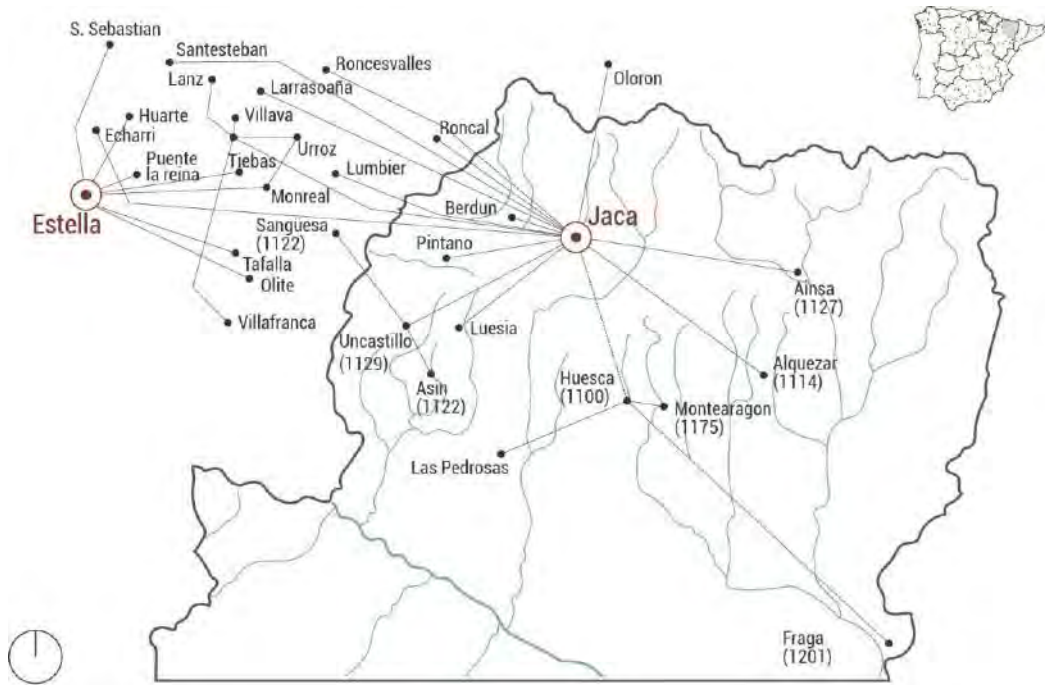 S. Sebastian
Santesteban
Roncesvalles
Oloron
Lanz
Larrasoaña
Huarte
Villava
Echarri
Roncal
Urroz
Puente
la reina
Tiebas
Lumbier
Monreal
Estella
Berdun
Jaca
Sangüesa
(1122)
Pintano
Tafalla
Olite
Aínsa
(1127)
Villafranca
Uncastillo
(1129)
Luesia
Alquezar
(1114)
Huesca
(1100)
Asin
(1122)
Montearagon
(1175)
Las Pedrosas
Fraga
(1201)